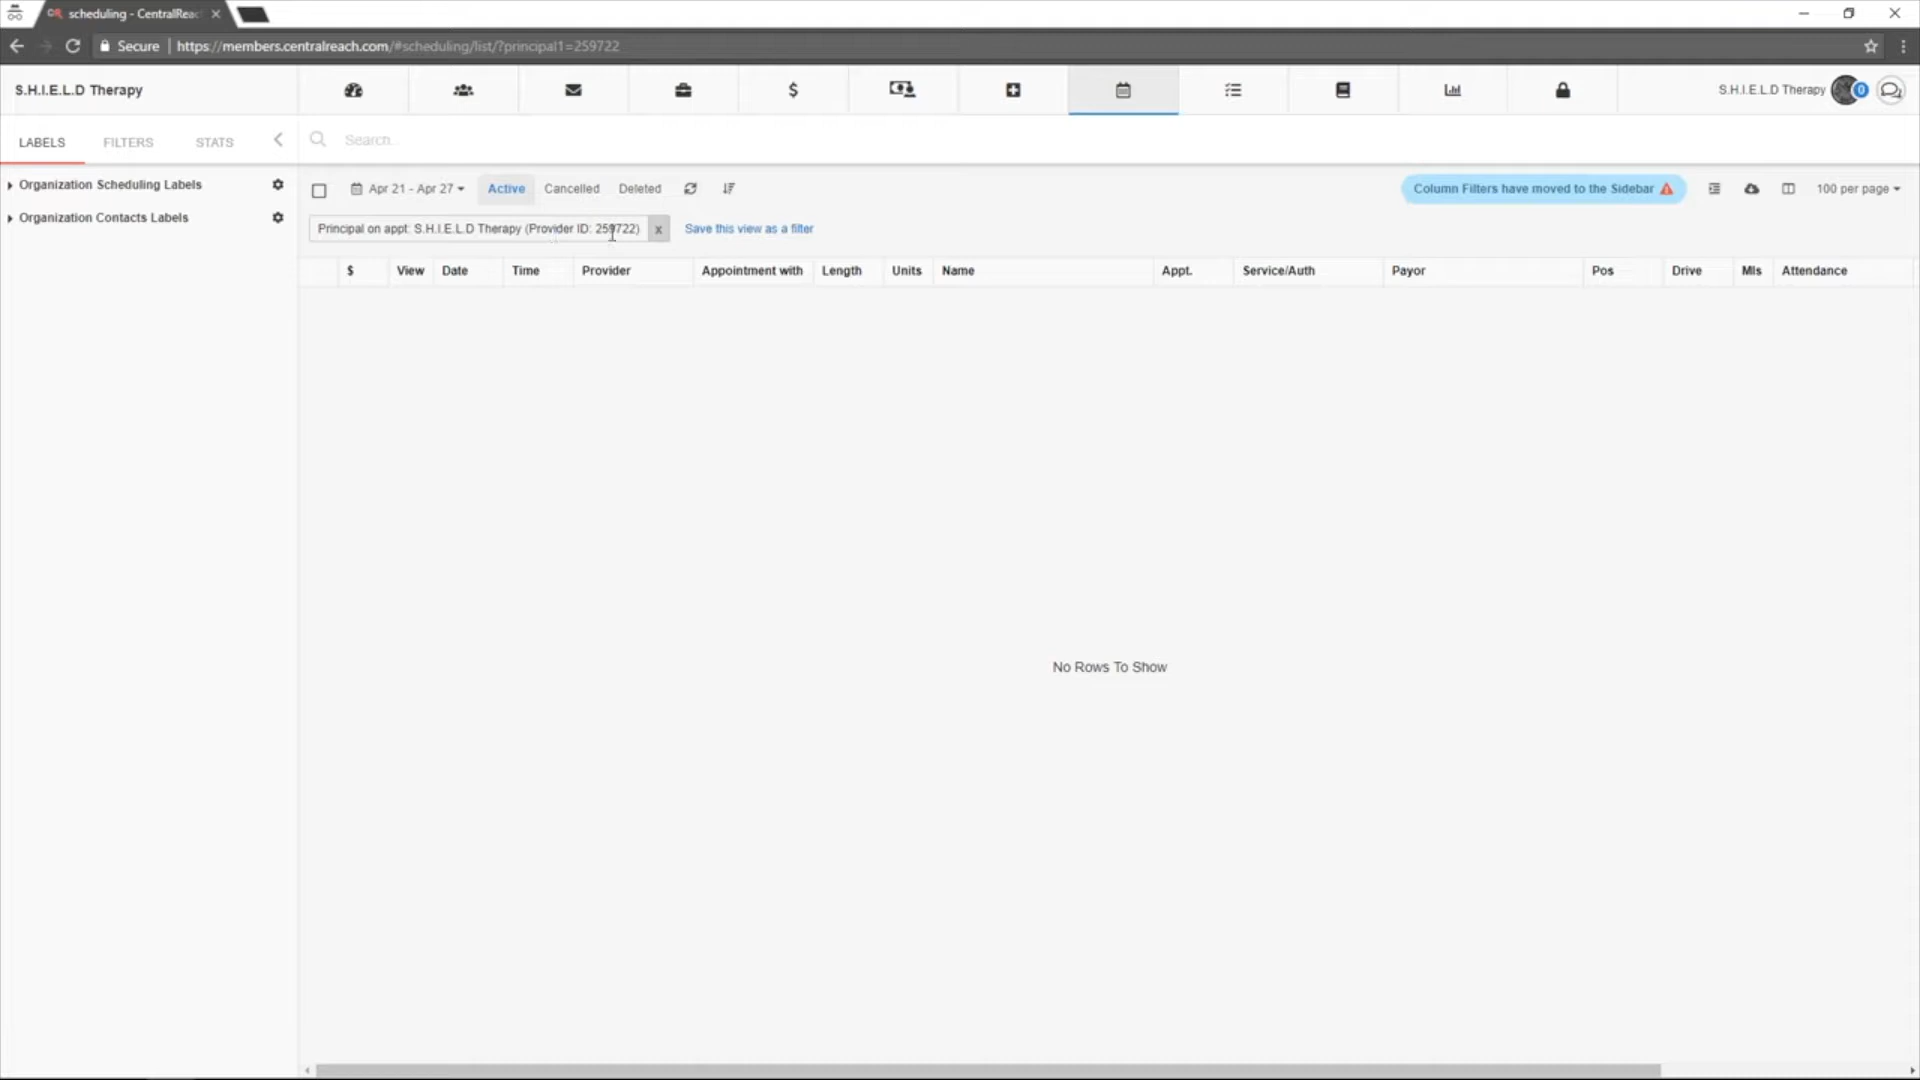 scheduling - CentralReac
Secure | https://members.centralreach.com/#scheduling/list/?principal1=259722
S.H.I.E.L.D Therapy
$
S.H.I.E.L.D Therapy
0
LABELS
FILTERS
STATS
Search..
Organization Scheduling Labels
Organization Contacts Labels
Apr 21 - Apr 27
Active
Cancelled
Deleted
Column Filters have moved to the Sidebar
100 per page
Principal on appt: S.H.I.E.L.D Therapy (Provider ID: 259722)
x
Save this view as a filter
$ View Date Time Provider Appointment with Length Units Name Appt. Service/Auth Payor Pos Drive Mls Attendance
No Rows To Show